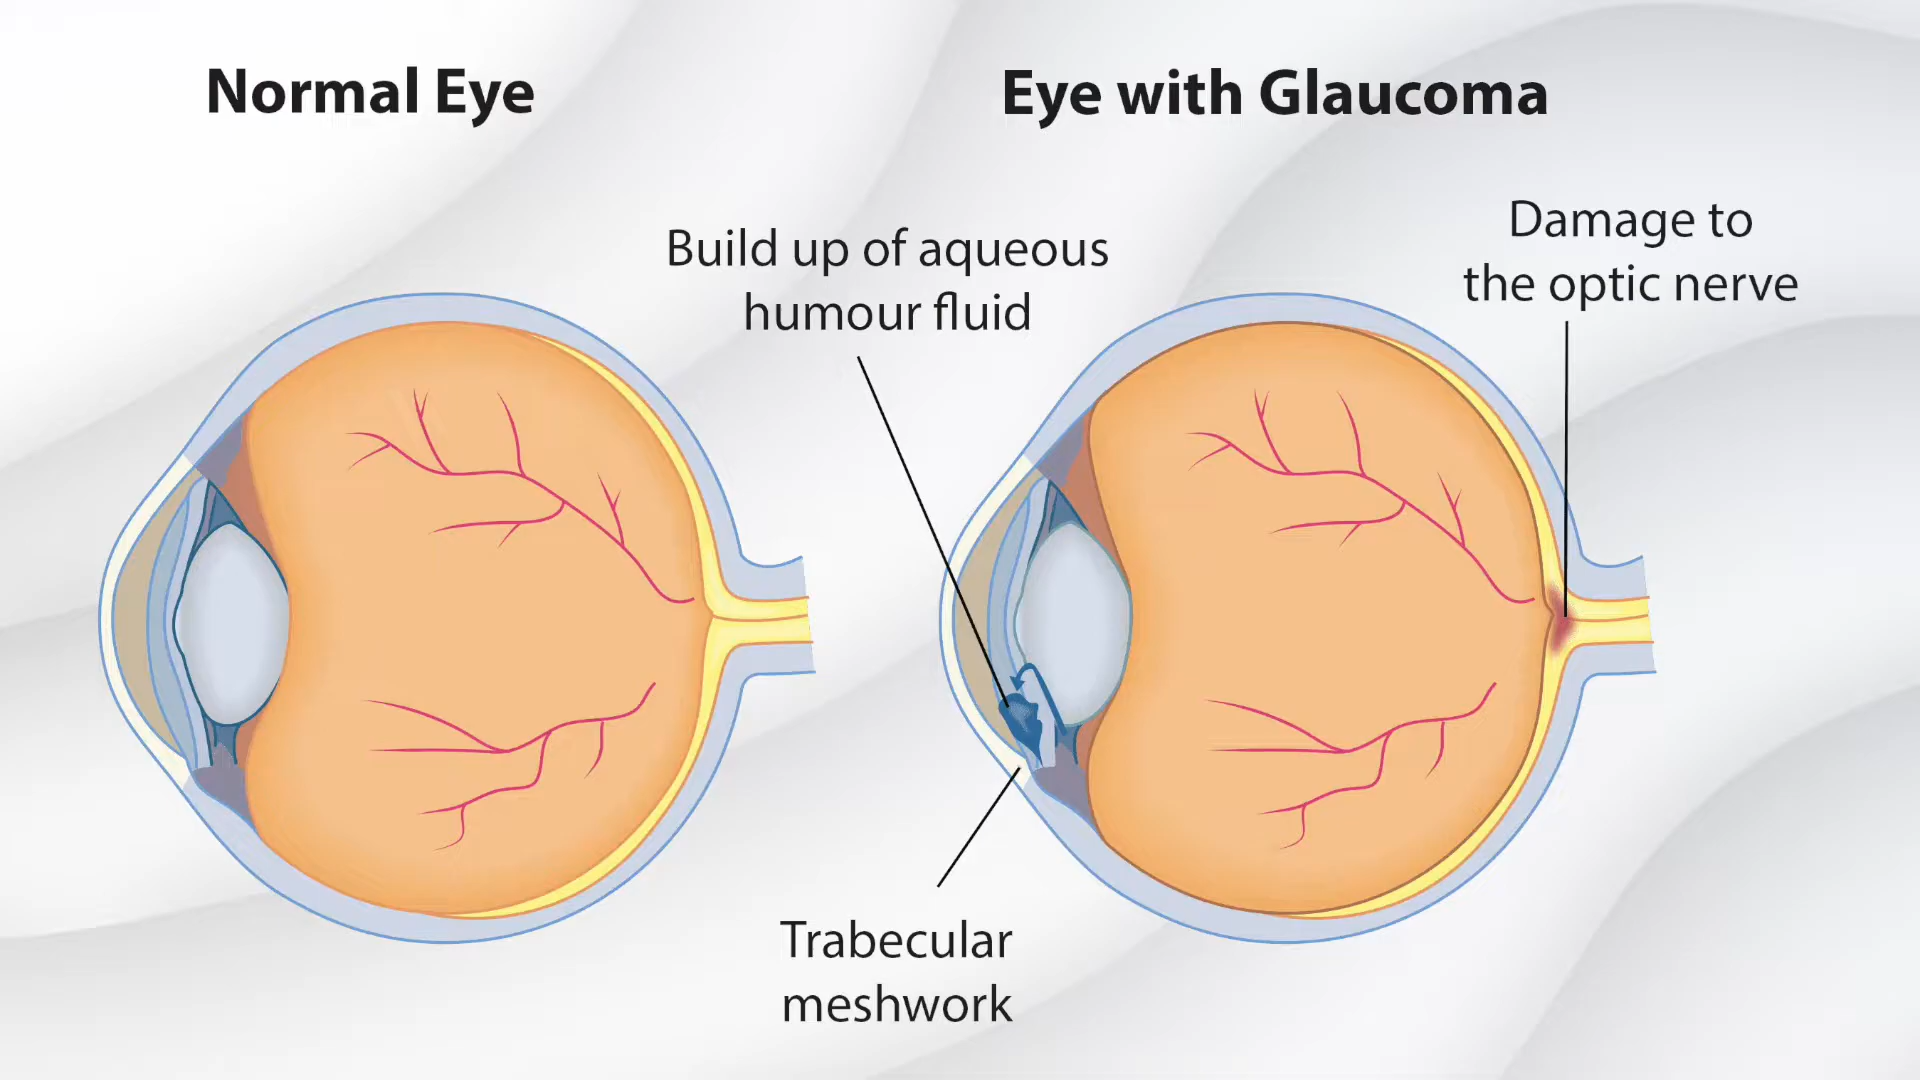 Normal Eye
Eye with Glaucoma
Build up of aqueous
humour fluid
Damage to
the optic nerve
Trabecular
meshwork